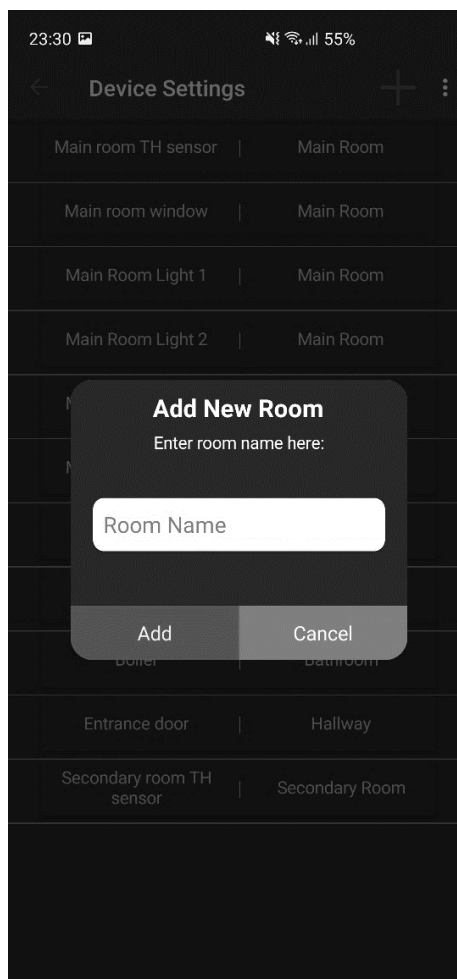 23:30 55%
Device Settings
Main room TH sensor | Main Room
Main room window | Main Room
Main Room Light 1 | Main Room
Main Room Light 2 | Main Room
Add New Room
Enter room name here:
Room Name
Add Cancel
Boiler Bathroom
Entrance door | Hallway
Secondary room TH
sensor | Secondary Room